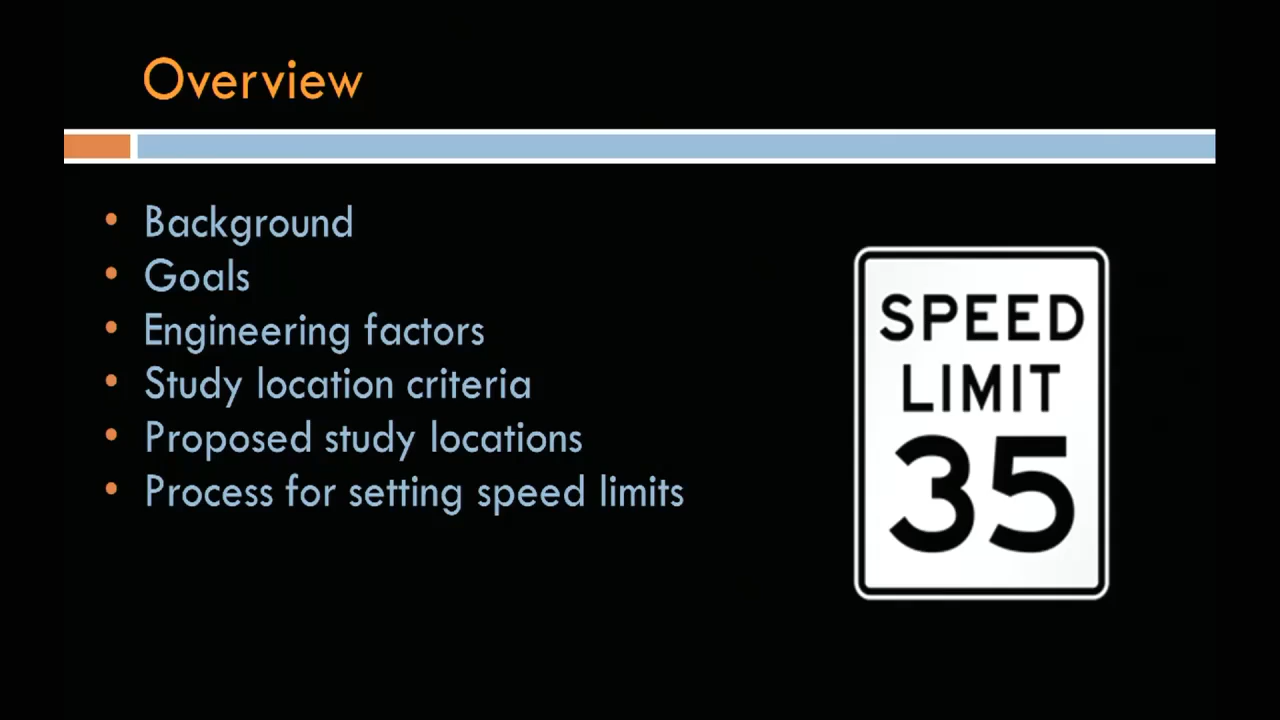 Overview
• Background
• Goals
• Engineering factors
• Study location criteria
• Proposed study locations
• Process for setting speed limits
SPEED
LIMIT
35